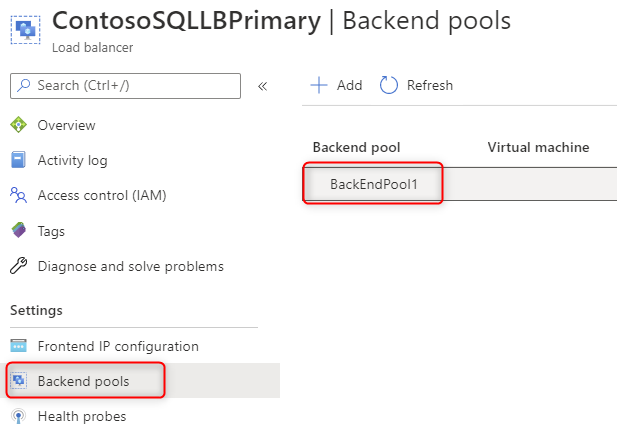 ContosoSQLLBPrimary | Backend pools
Load balancer
Search (Ctrl+/)
«
Add
Refresh
Overview
Activity log
Access control (IAM)
Tags
Diagnose and solve problems
Settings
Frontend IP configuration
Backend pools
Health probes
Backend pool
Virtual machine
BackEndPool1